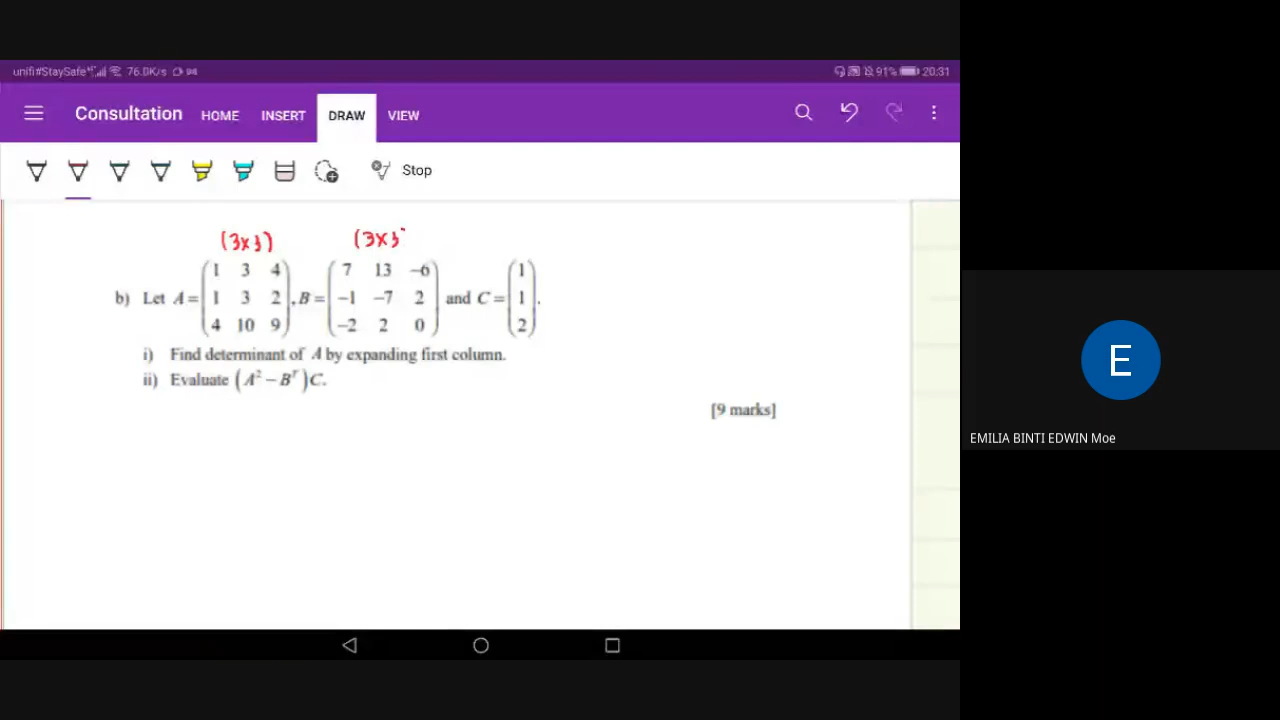 unifi#StaySafe 76.0K/s 91% 20:31
Consultation HOME INSERT DRAW VIEW
Stop
(3x3) (3x3
b) Let A = ( 1 3 4 ) , B = ( 7 13 -6 ) and C = ( 1 ) .
( 1 3 2 ) ( -1 -7 2 ) ( 1 )
( 4 10 9 ) ( -2 2 0 ) ( 2 )
i) Find determinant of A by expanding first column.
ii) Evaluate (A² − Bᵀ)C.
[9 marks]
E
EMILIA BINTI EDWIN Moe